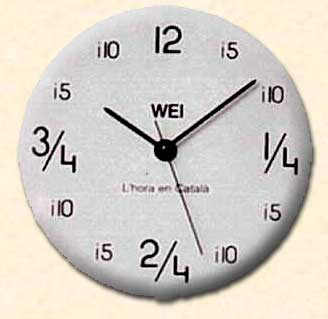 i10 12 i5
i5 WEI i10
3/4 1/4
L'hora en Català
i10 i5
i5 2/4 i10